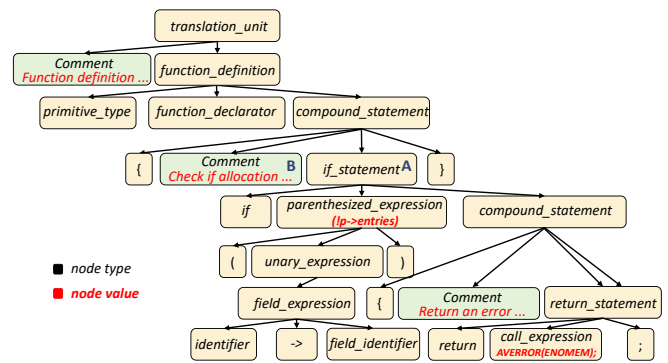 translation_unit
Comment
Function definition ...
function_definition
primitive_type
function_declarator
compound_statement
{
Comment B
Check if allocation ...
if_statement A
}
if
parenthesized_expression
(!p->entries)
compound_statement
(
unary_expression
)
node type
node value
field_expression
{
Comment
Return an error ...
return_statement
identifier
->
field_identifier
return
call_expression
AVERROR(ENOMEM);
;